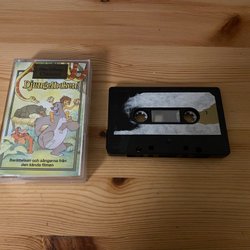 Djungelboken
Berättelsen och sångerna från
den kända filmen